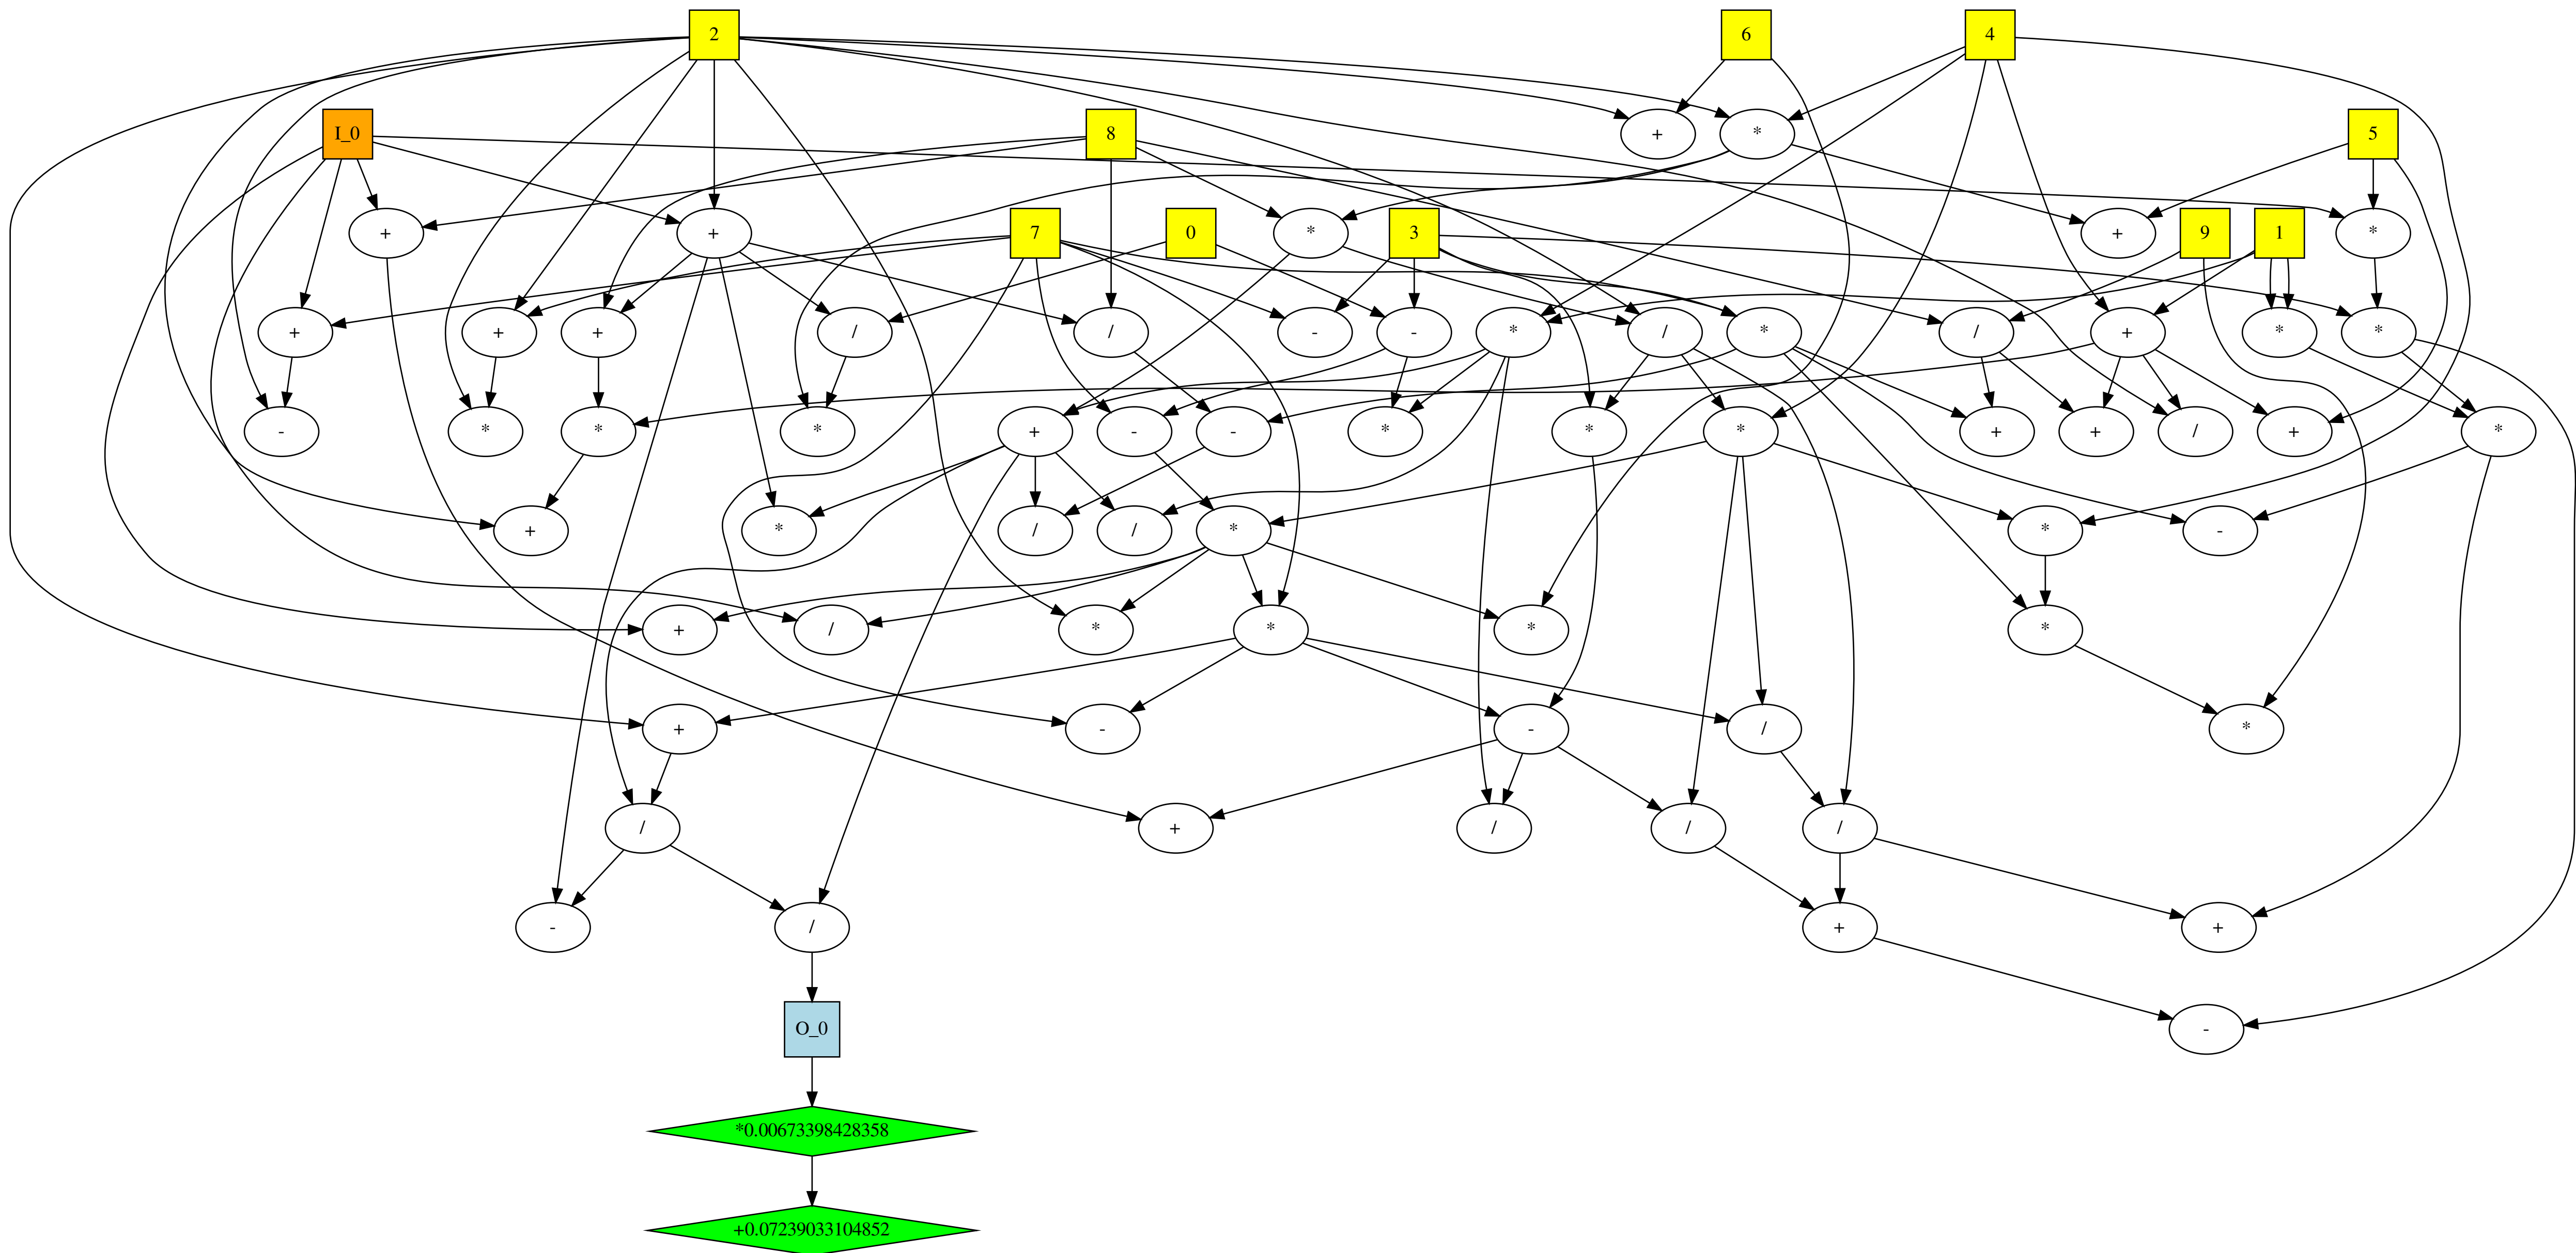 2 6 4
I_0 8 + * 5
+ + 7 * 0 3 + 9 1 *
+ + + / / - - * / * / + * *
- * * * + - - * * * + + / + *
+ * / / * * -
+ / * * * *
+ - - / *
/ + / / /
- / + +
O_0 -
*0.00673398428358
+0.07239033104852